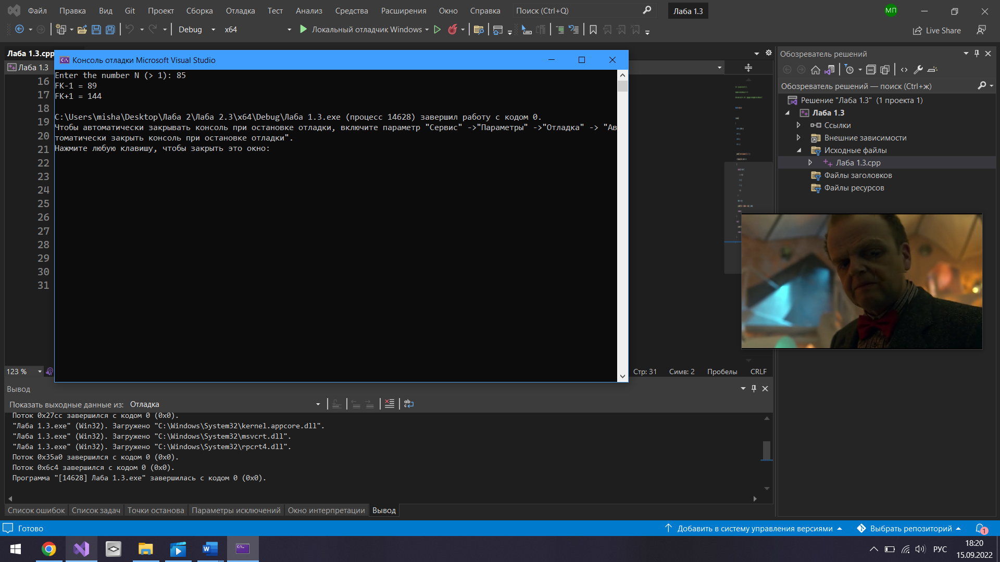 Файл Правка Вид Git Проект Сборка Отладка Тест Анализ Средства Расширения Окно Справка Поиск (Ctrl+Q) Лаба 1.3 МП
Debug x64 Локальный отладчик Windows Live Share
Лаба 1.3.cpp
Лаба 1.3
Консоль отладки Microsoft Visual Studio
Enter the number N (> 1): 85
FK-1 = 89
FK+1 = 144
C:\Users\misha\Desktop\Лаба 2\Лаба 2.3\x64\Debug\Лаба 1.3.exe (процесс 14628) завершил работу с кодом 0.
Чтобы автоматически закрывать консоль при остановке отладки, включите параметр "Сервис" ->"Параметры" ->"Отладка" -> "Ав
томатически закрыть консоль при остановке отладки".
Нажмите любую клавишу, чтобы закрыть это окно:
16
17
18
19
20
21
22
23
24
25
26
27
28
29
30
31
123 % Стр: 31 Симв: 2 Пробелы CRLF
Обозреватель решений
Обозреватель решений — поиск (Ctrl+ж)
Решение "Лаба 1.3" (1 проекта 1)
Лаба 1.3
Ссылки
Внешние зависимости
Исходные файлы
Лаба 1.3.cpp
Файлы заголовков
Файлы ресурсов
Вывод
Показать выходные данные из: Отладка
Поток 0x27cc завершился с кодом 0 (0x0).
"Лаба 1.3.exe" (Win32). Загружено "C:\Windows\System32\kernel.appcore.dll".
"Лаба 1.3.exe" (Win32). Загружено "C:\Windows\System32\msvcrt.dll".
"Лаба 1.3.exe" (Win32). Загружено "C:\Windows\System32\rpcrt4.dll".
Поток 0x35a0 завершился с кодом 0 (0x0).
Поток 0x6c4 завершился с кодом 0 (0x0).
Программа "[14628] Лаба 1.3.exe" завершилась с кодом 0 (0x0).
Список ошибок Список задач Точки останова Параметры исключений Окно интерпретации Вывод
Готово Добавить в систему управления версиями Выбрать репозиторий 1
РУС 18:20
15.09.2022